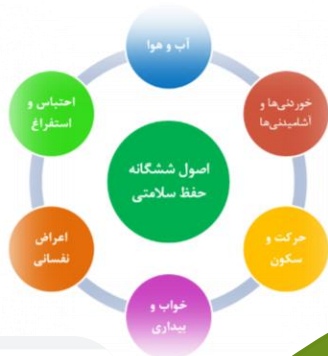 آب و هوا
خوردنی‌ها و
آشامیدنی‌ها
حرکت و
سکون
خواب و
بیداری
اعراض
نفسانی
احتباس و
استفراغ
اصول ششگانه
حفظ سلامتی